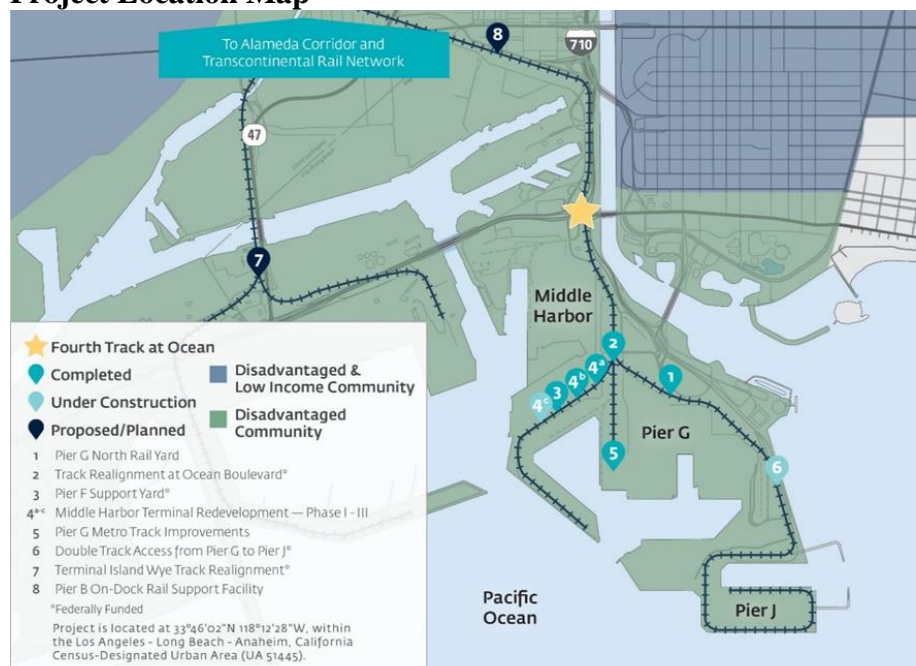 Project Location Map
To Alameda Corridor and
Transcontinental Rail Network
8
710
47
7
Middle
Harbor
2
4ª
4ᵇ
3
4ᶜ
1
Pier G
5
6
Pacific
Ocean
Pier J
Fourth Track at Ocean
Completed
Under Construction
Proposed/Planned
Disadvantaged &
Low Income Community
Disadvantaged
Community
1 Pier G North Rail Yard
2 Track Realignment at Ocean Boulevard*
3 Pier F Support Yard*
4ª⁻ᶜ Middle Harbor Terminal Redevelopment — Phase I - III
5 Pier G Metro Track Improvements
6 Double Track Access from Pier G to Pier J*
7 Terminal Island Wye Track Realignment*
8 Pier B On-Dock Rail Support Facility
*Federally Funded
Project is located at 33°46'02"N 118°12'28"W, within
the Los Angeles - Long Beach - Anaheim, California
Census-Designated Urban Area (UA 51445).